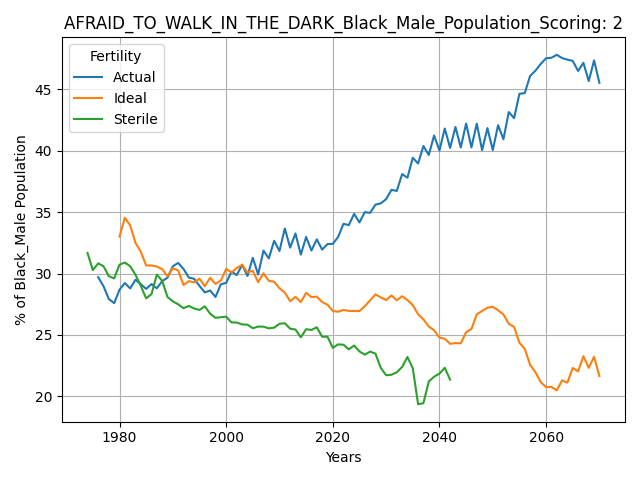 AFRAID_TO_WALK_IN_THE_DARK_Black_Male_Population_Scoring: 2
Fertility
Actual
Ideal
Sterile
% of Black_Male Population
45
40
35
30
25
20
1980
2000
2020
2040
2060
Years